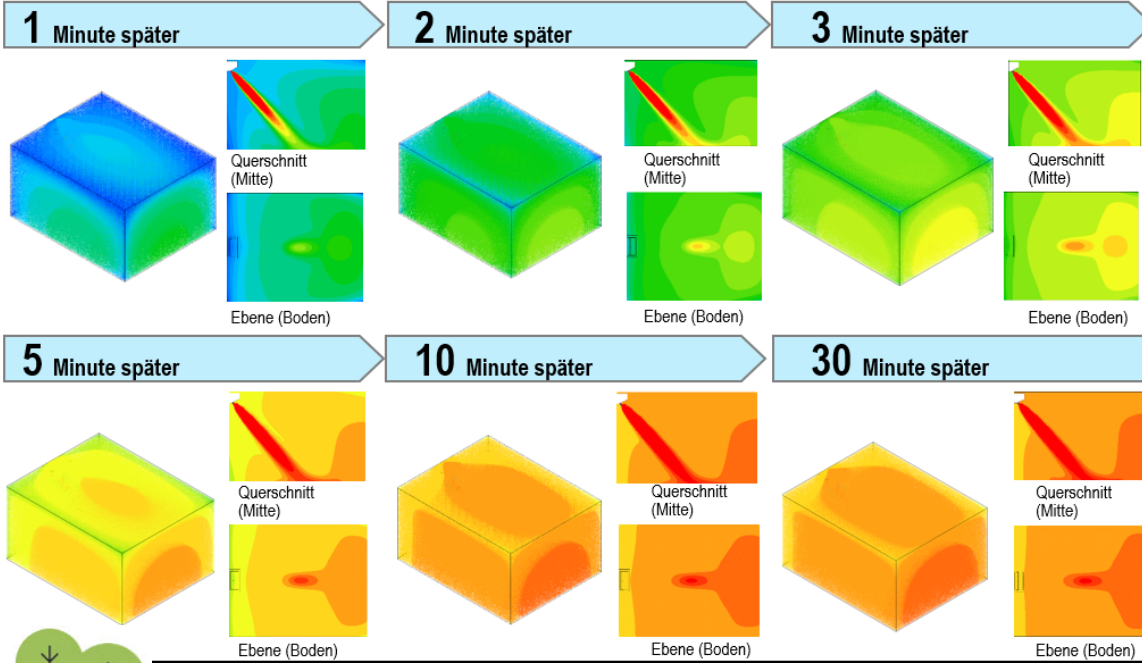 1 Minute später
2 Minute später
3 Minute später
Querschnitt
(Mitte)
Querschnitt
(Mitte)
Querschnitt
(Mitte)
Ebene (Boden)
Ebene (Boden)
Ebene (Boden)
5 Minute später
10 Minute später
30 Minute später
Querschnitt
(Mitte)
Querschnitt
(Mitte)
Querschnitt
(Mitte)
Ebene (Boden)
Ebene (Boden)
Ebene (Boden)